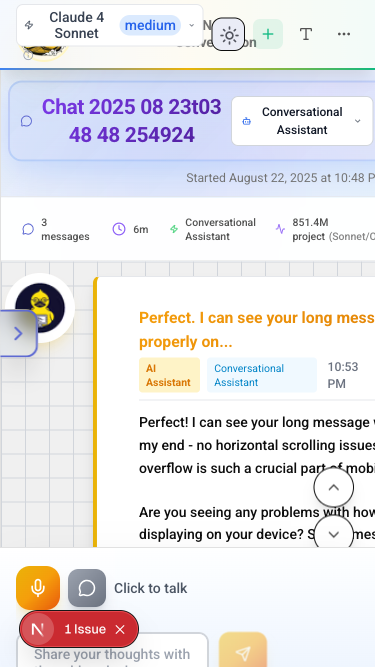 Claude 4
Sonnet
medium
N
on
T
Chat 2025 08 23t03
48 48 254924
Conversational
Assistant
Started August 22, 2025 at 10:48 P
3
messages
6m
Conversational
Assistant
851.4M
project (Sonnet/C
Perfect. I can see your long mess
properly on...
AI
Assistant
Conversational
Assistant
10:53
PM
Perfect! I can see your long message
my end - no horizontal scrolling issues
overflow is such a crucial part of mobi
Are you seeing any problems with how
displaying on your device? S
mes
Click to talk
N
1 Issue
Share your thoughts with